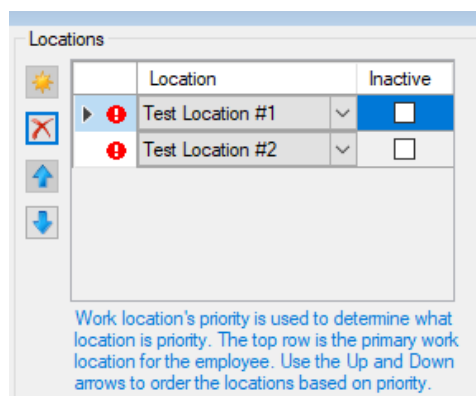 Locations
Location Inactive
Test Location #1
Test Location #2
Work location's priority is used to determine what
location is priority. The top row is the primary work
location for the employee. Use the Up and Down
arrows to order the locations based on priority.